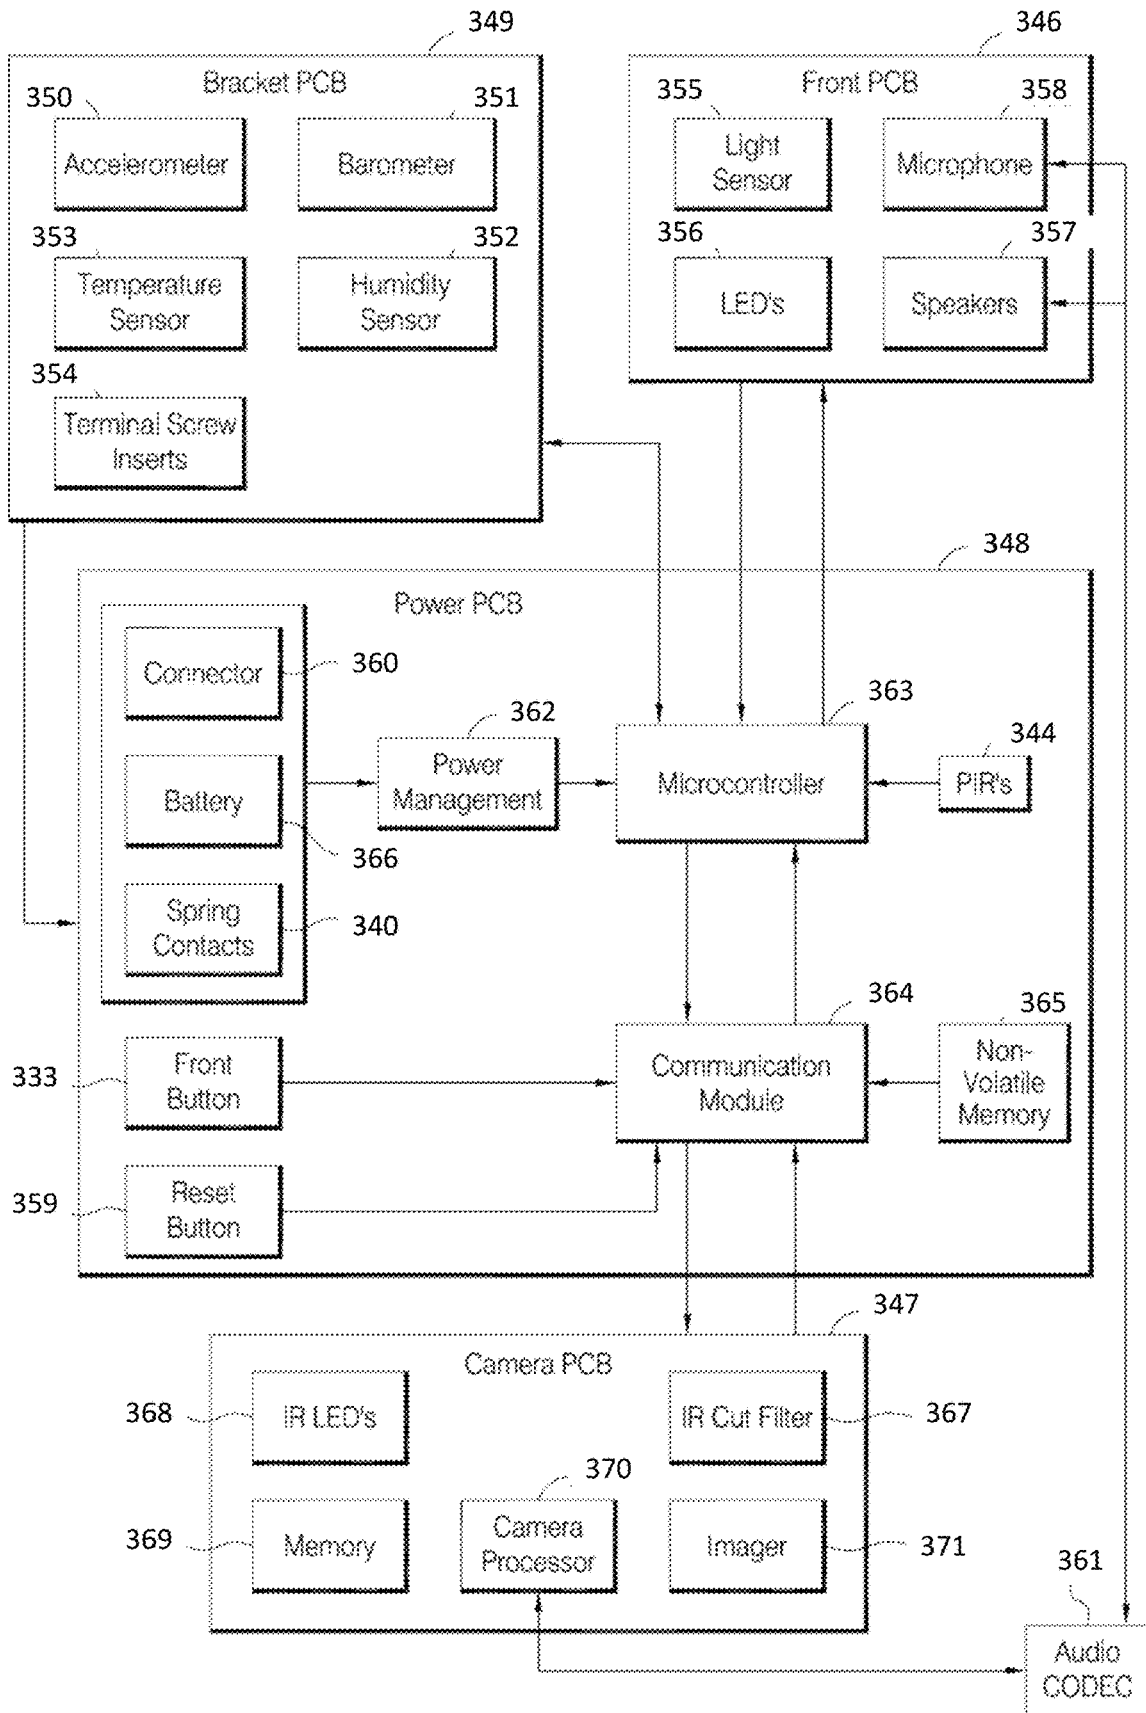 349
346
Bracket PCB
Front PCB
350
351
355
358
Accelerometer
Barometer
Light
Sensor
Microphone
353
352
356
357
Temperature
Sensor
Humidity
Sensor
LED's
Speakers
354
Terminal Screw
Inserts
348
Power PCB
Connector
360
362
363
344
Power
Management
Microcontroller
PIR's
Battery
366
Spring
Contacts
340
364
365
333
Front
Button
Communication
Module
Non-
Volatile
Memory
359
Reset
Button
347
Camera PCB
368
IR LED's
IR Cut Filter
367
370
369
Memory
Camera
Processor
Imager
371
361
Audio
CODEC